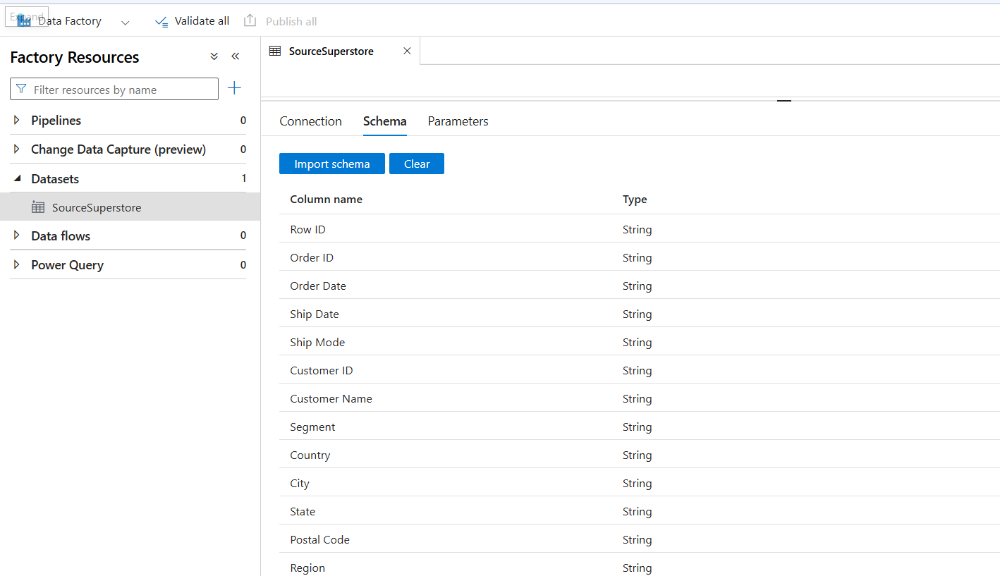 Expand
Data Factory Validate all Publish all
Factory Resources
SourceSuperstore
Filter resources by name
Pipelines 0
Change Data Capture (preview) 0
Datasets 1
SourceSuperstore
Data flows 0
Power Query 0
Connection Schema Parameters
Import schema Clear
Column name Type
Row ID String
Order ID String
Order Date String
Ship Date String
Ship Mode String
Customer ID String
Customer Name String
Segment String
Country String
City String
State String
Postal Code String
Region String